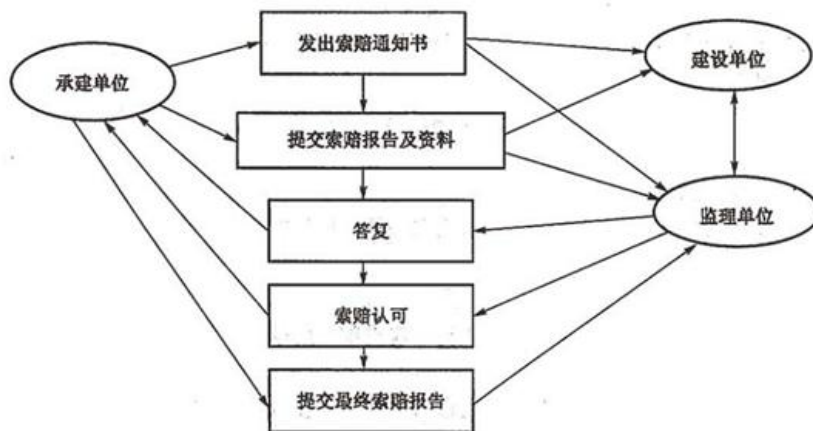 发出索赔通知书
建设单位
承建单位
提交索赔报告及资料
答复
监理单位
索赔认可
提交最终索赔报告